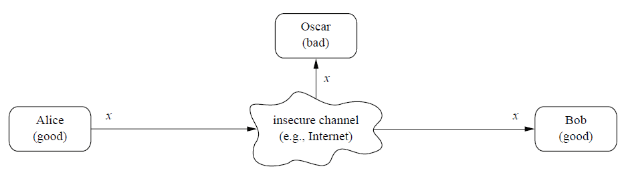 Oscar
(bad)
x
Alice
(good)
x
insecure channel
(e.g., Internet)
x
Bob
(good)